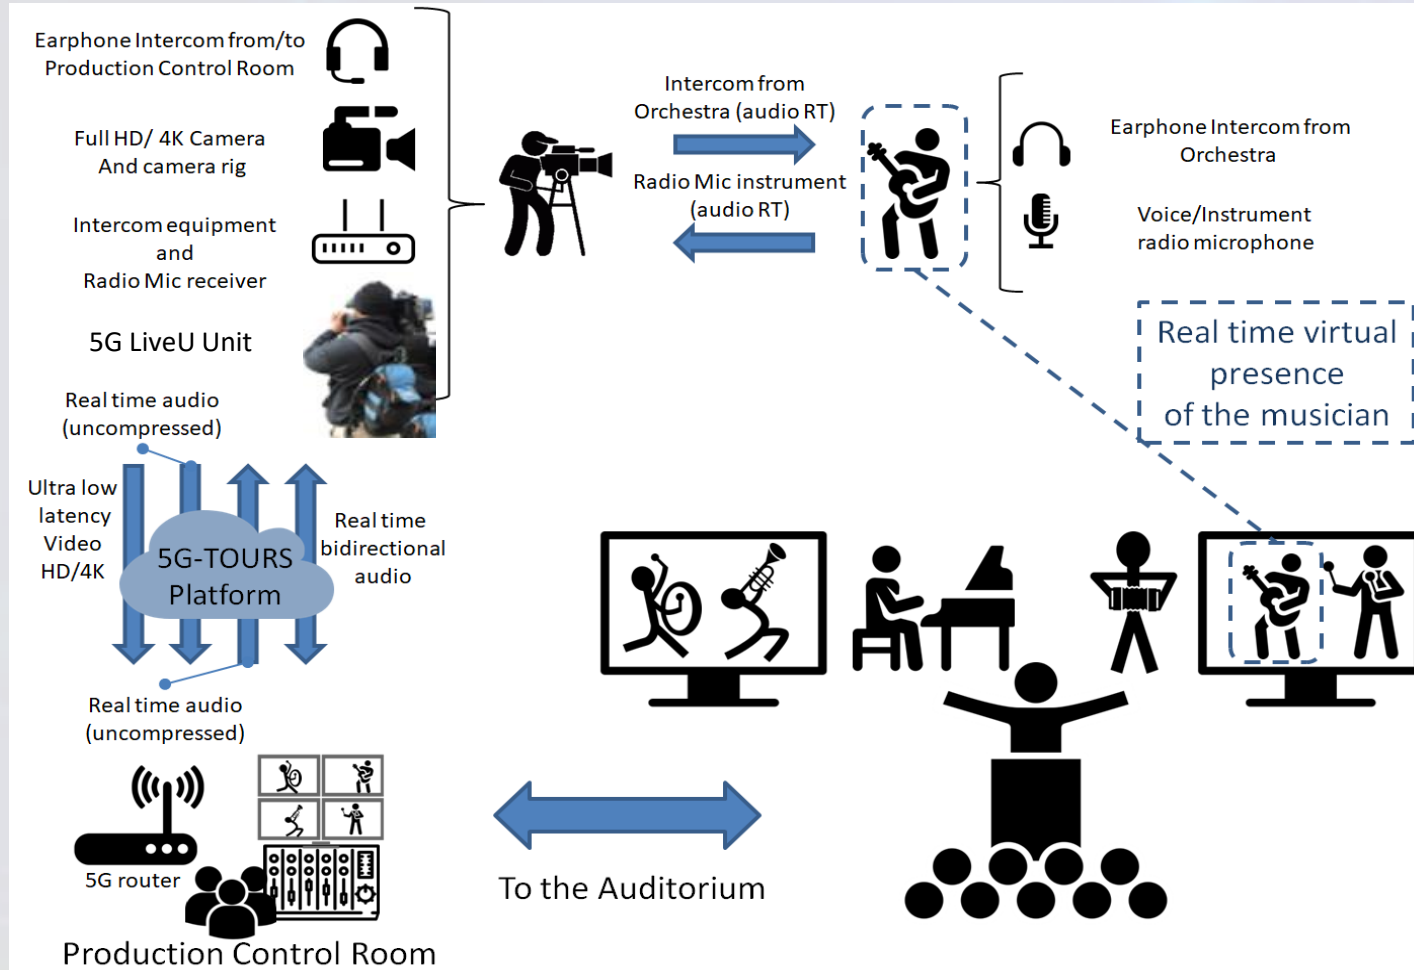 Earphone Intercom from/to
Production Control Room
Full HD/ 4K Camera
And camera rig
Intercom equipment
and
Radio Mic receiver
5G LiveU Unit
Intercom from
Orchestra (audio RT)
Radio Mic instrument
(audio RT)
Earphone Intercom from
Orchestra
Voice/Instrument
radio microphone
Real time virtual
presence
of the musician
Real time audio
(uncompressed)
Ultra low
latency
Video
HD/4K
5G-TOURS
Platform
Real time
bidirectional
audio
Real time audio
(uncompressed)
5G router
Production Control Room
To the Auditorium